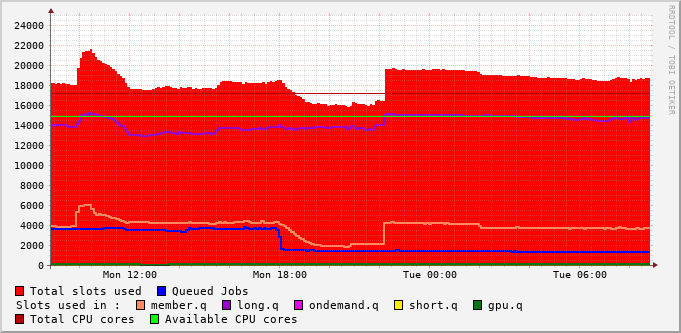 24000
22000
20000
18000
16000
14000
12000
10000
8000
6000
4000
2000
0
Mon 12:00 Mon 18:00 Tue 00:00 Tue 06:00
Total slots used Queued Jobs
Slots used in : member.q long.q ondemand.q short.q gpu.q
Total CPU cores Available CPU cores
RRDTOOL / TOBI OETIKER